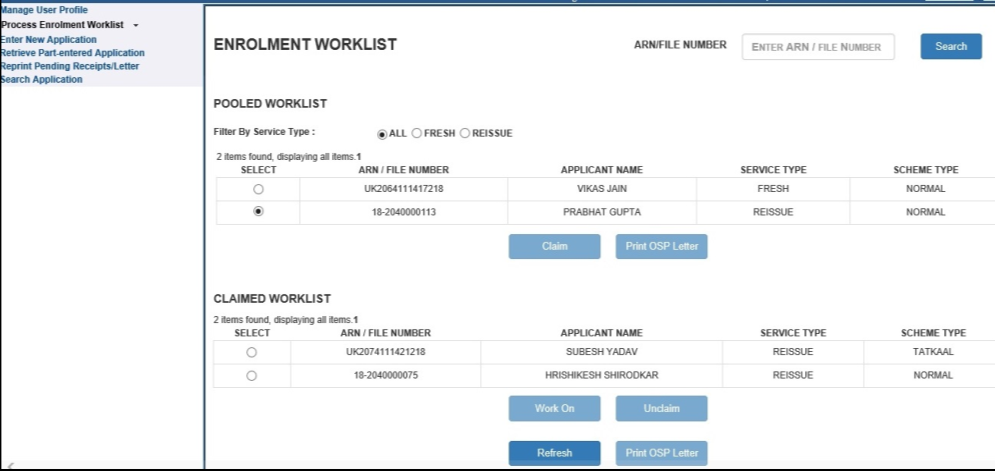 Manage User Profile
Process Enrolment Worklist
Enter New Application
Retrieve Part-entered Application
Reprint Pending Receipts/Letter
Search Application
ENROLMENT WORKLIST
ARN/FILE NUMBER
ENTER ARN / FILE NUMBER
Search
POOLED WORKLIST
Filter By Service Type :
ALL FRESH REISSUE
2 items found, displaying all items.1
SELECT ARN / FILE NUMBER APPLICANT NAME SERVICE TYPE SCHEME TYPE
UK2064111417218 VIKAS JAIN FRESH NORMAL
18-2040000113 PRABHAT GUPTA REISSUE NORMAL
Claim Print OSP Letter
CLAIMED WORKLIST
2 items found, displaying all items.1
SELECT ARN / FILE NUMBER APPLICANT NAME SERVICE TYPE SCHEME TYPE
UK2074111421218 SUBESH YADAV REISSUE TATKAAL
18-2040000075 HRISHIKESH SHIRODKAR REISSUE NORMAL
Work On Unclaim
Refresh Print OSP Letter